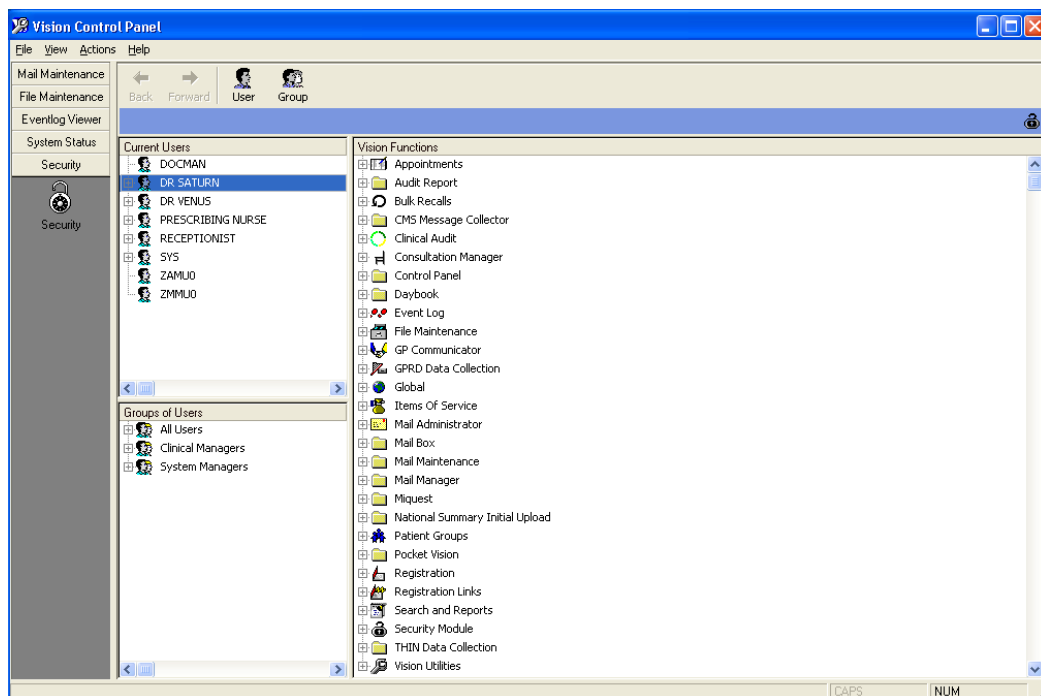 Vision Control Panel
File View Actions Help
Mail Maintenance
File Maintenance
Eventlog Viewer
System Status
Security
Security
Back Forward User Group
Current Users
DOCMAN
DR SATURN
DR VENUS
PRESCRIBING NURSE
RECEPTIONIST
SYS
ZAMU0
ZMMU0
Groups of Users
All Users
Clinical Managers
System Managers
Vision Functions
Appointments
Audit Report
Bulk Recalls
CMS Message Collector
Clinical Audit
Consultation Manager
Control Panel
Daybook
Event Log
File Maintenance
GP Communicator
GPRD Data Collection
Global
Items Of Service
Mail Administrator
Mail Box
Mail Maintenance
Mail Manager
Miquest
National Summary Initial Upload
Patient Groups
Pocket Vision
Registration
Registration Links
Search and Reports
Security Module
THIN Data Collection
Vision Utilities
CAPS NUM